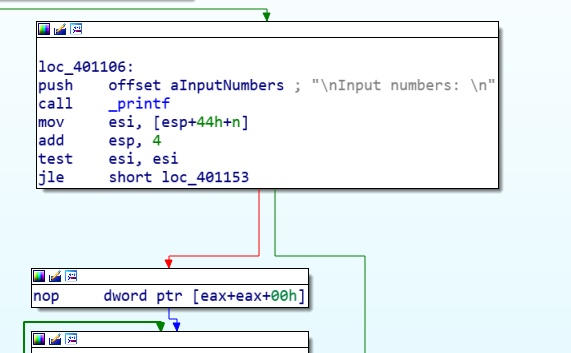 loc_401106:
push offset aInputNumbers ; "\nInput numbers: \n"
call _printf
mov esi, [esp+44h+n]
add esp, 4
test esi, esi
jle short loc_401153
nop dword ptr [eax+eax+00h]